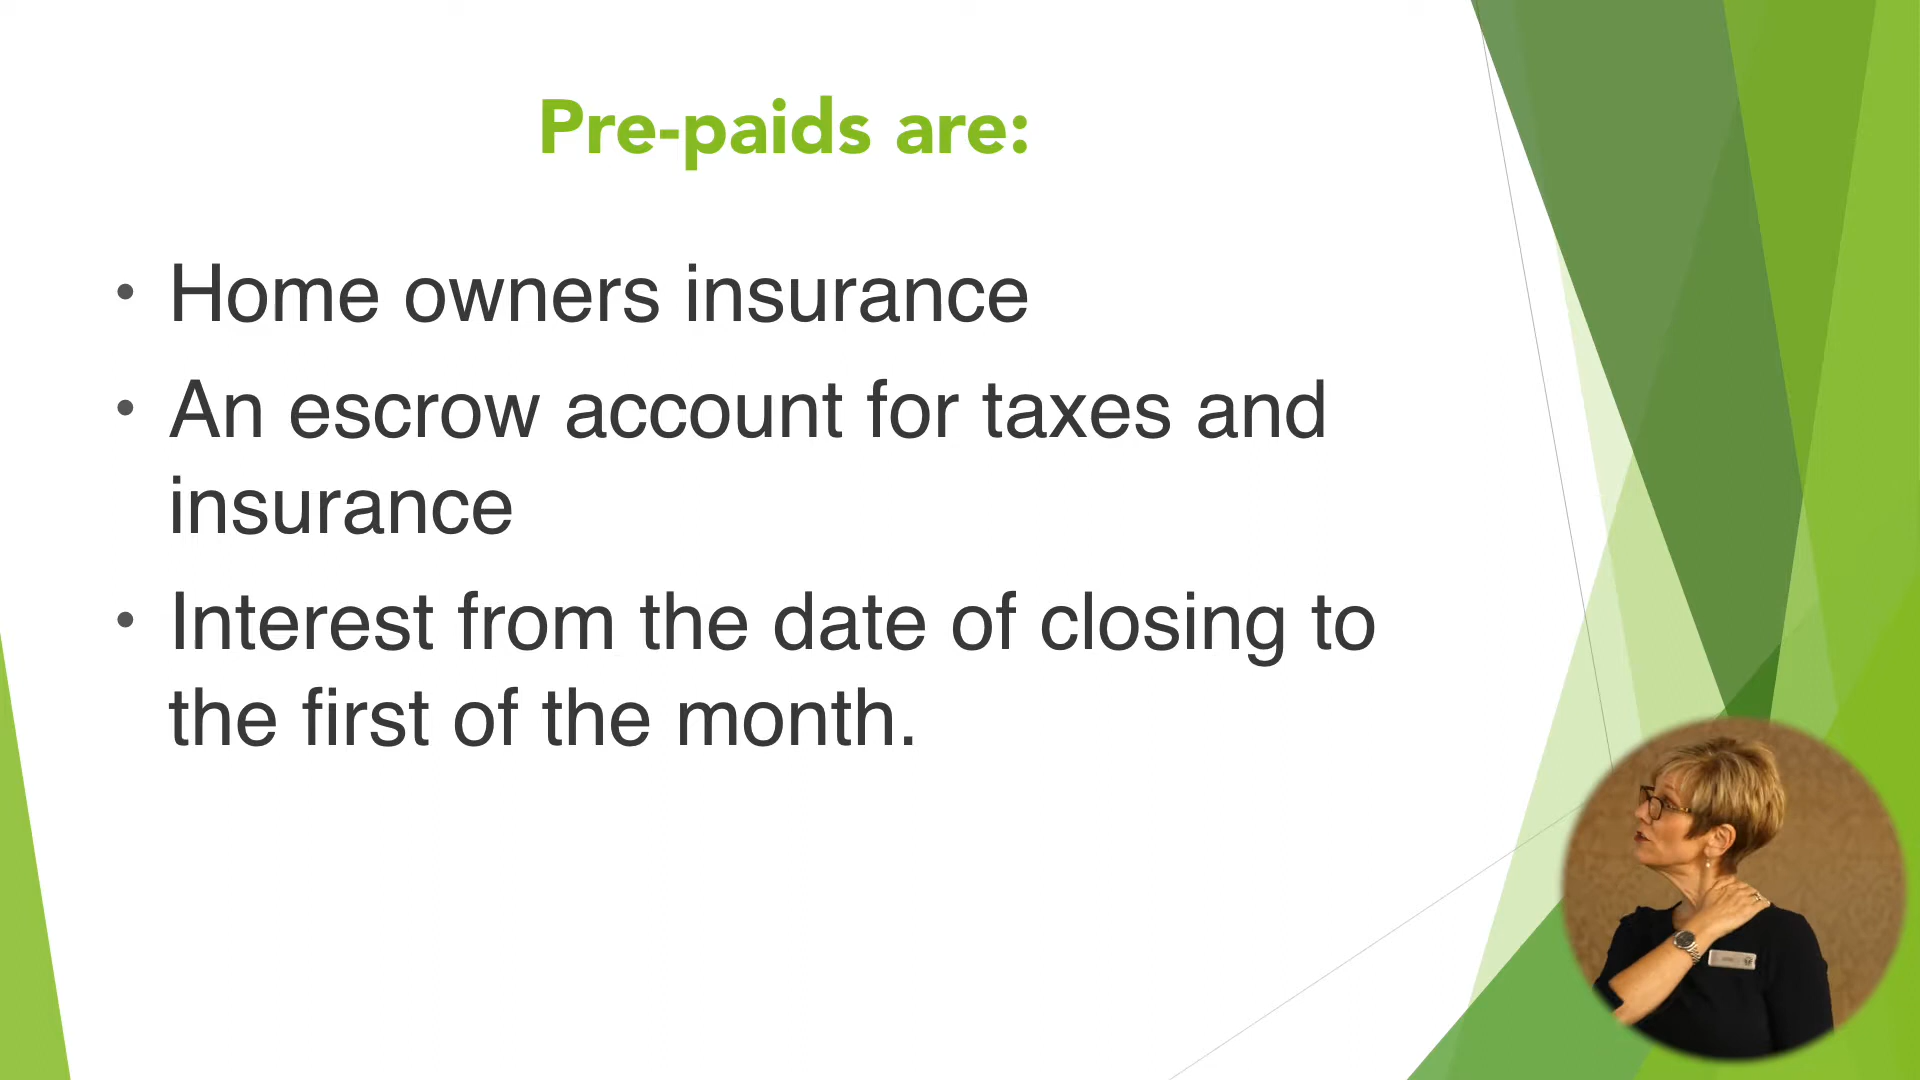 Pre-paids are:
• Home owners insurance
• An escrow account for taxes and
insurance
• Interest from the date of closing to
the first of the month.